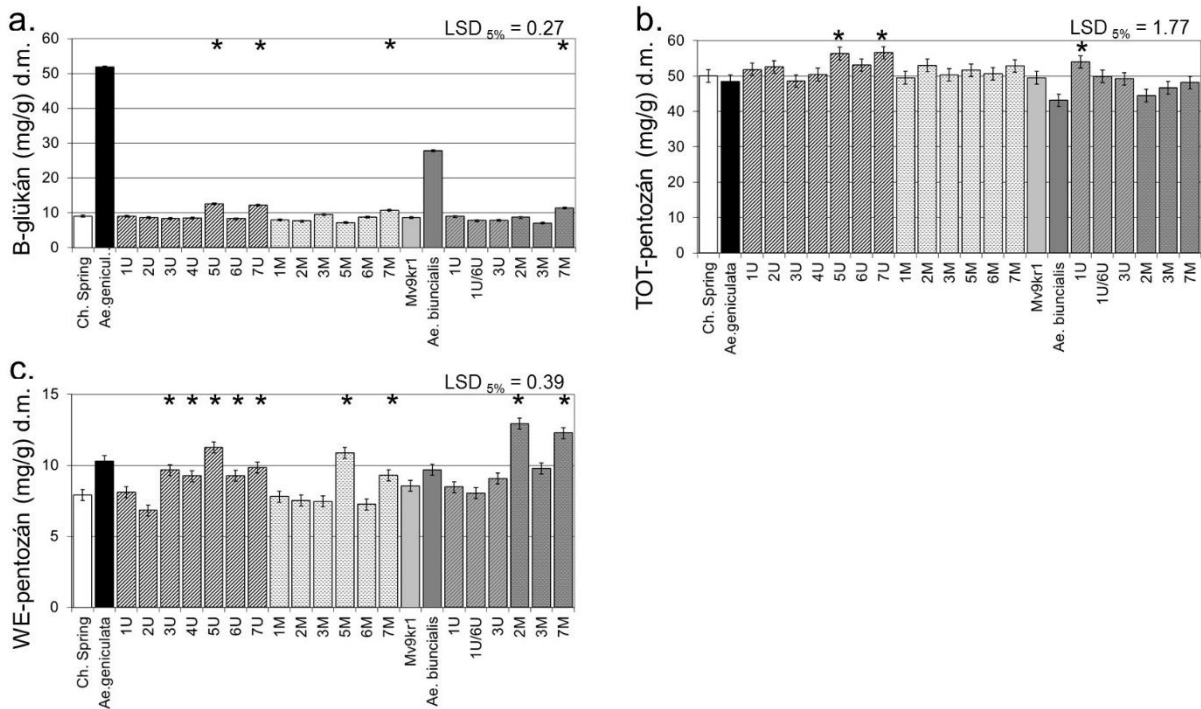 a.
LSD 5% = 0.27
* * * *
B-glükán (mg/g) d.m.
60
50
40
30
20
10
0
Ch. Spring
Ae.genicul.
1U
2U
3U
4U
5U
6U
7U
1M
2M
3M
5M
6M
7M
Mv9kr1
Ae. biuncialis
1U
1U/6U
3U
2M
3M
7M
b.
LSD 5% = 1.77
* * *
TOT-pentozán (mg/g) d.m.
60
50
40
30
20
10
0
Ch. Spring
Ae.geniculata
1U
2U
3U
4U
5U
6U
7U
1M
2M
3M
5M
6M
7M
Mv9kr1
Ae. biuncialis
1U
1U/6U
3U
2M
3M
7M
c.
LSD 5% = 0.39
* * * * * * * * *
WE-pentozán (mg/g) d.m.
15
10
5
0
Ch. Spring
Ae.geniculata
1U
2U
3U
4U
5U
6U
7U
1M
2M
3M
5M
6M
7M
Mv9kr1
Ae. biuncialis
1U
1U/6U
3U
2M
3M
7M